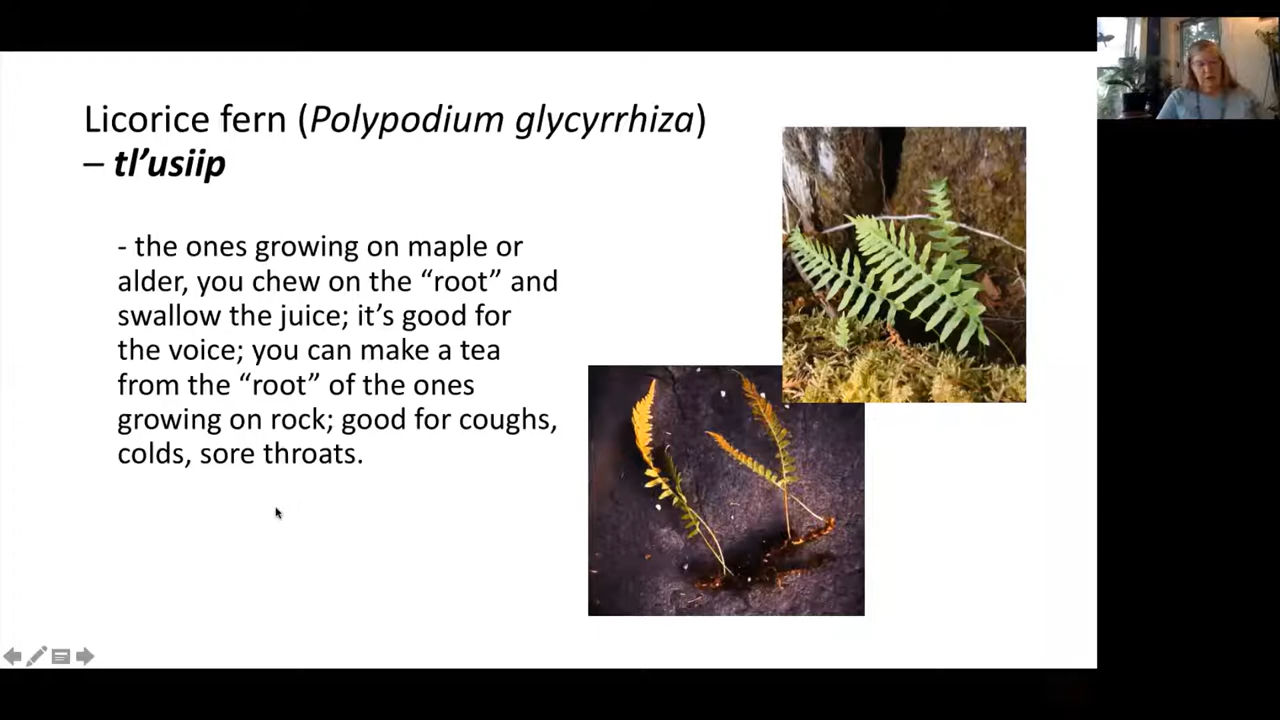 Licorice fern (Polypodium glycyrrhiza)
– tl’usiip
- the ones growing on maple or
alder, you chew on the “root” and
swallow the juice; it’s good for
the voice; you can make a tea
from the “root” of the ones
growing on rock; good for coughs,
colds, sore throats.